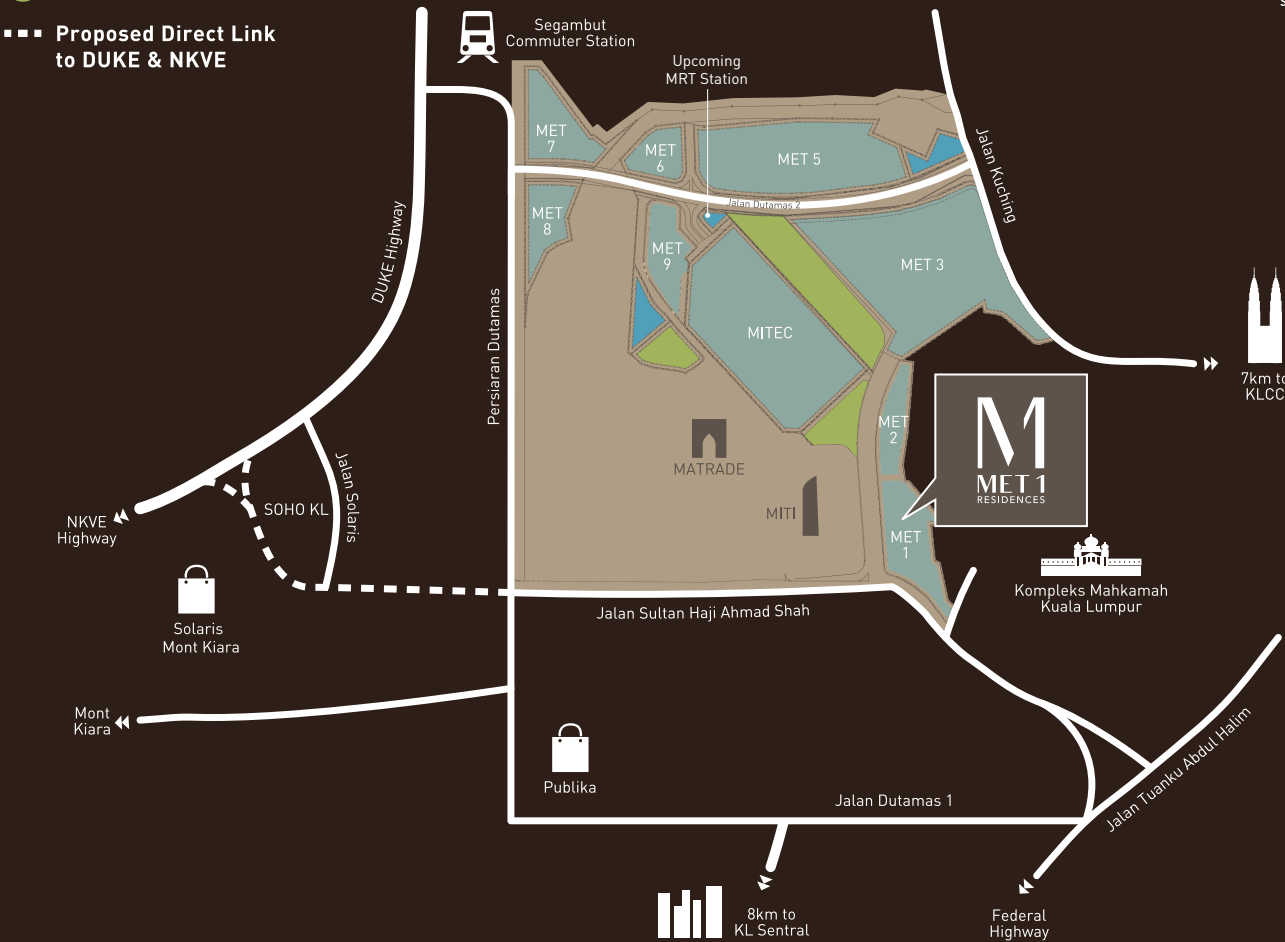 Proposed Direct Link
to DUKE & NKVE
Segambut
Commuter Station
Upcoming
MRT Station
MET
7
MET
6
MET 5
Jalan Kuching
Jalan Dutamas 2
MET
8
MET
9
MET 3
DUKE Highway
Persiaran Dutamas
MITEC
7km to
KLCC
MET
2
M
MET 1
RESIDENCES
MATRADE
Jalan Solaris
SOHO KL
MITI
NKVE
Highway
MET
1
Kompleks Mahkamah
Kuala Lumpur
Jalan Sultan Haji Ahmad Shah
Solaris
Mont Kiara
Mont
Kiara
Publika
Jalan Dutamas 1
Jalan Tuanku Abdul Halim
8km to
KL Sentral
Federal
Highway